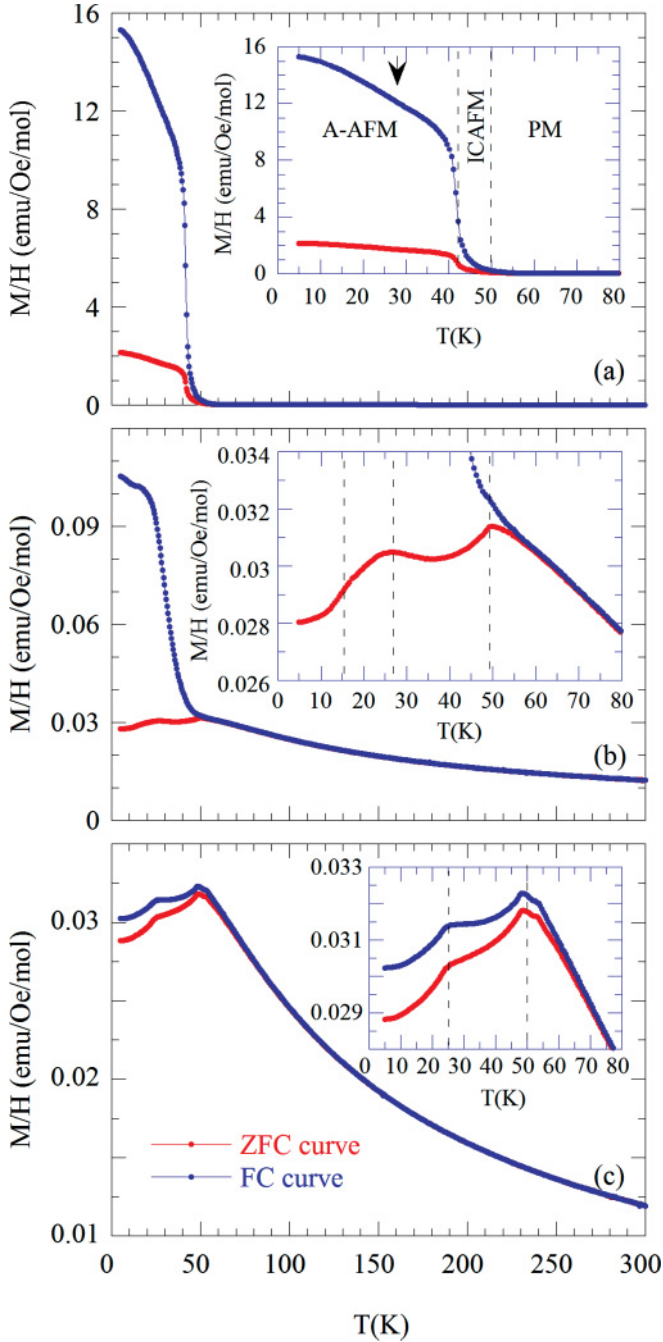 16
12
8
4
0
M/H (emu/Oe/mol)
16
12
8
4
0
M/H (emu/Oe/mol)
A-AFM
ICAFM
PM
0 10 20 30 40 50 60 70 80
T(K)
(a)
0.09
0.06
0.03
0
M/H (emu/Oe/mol)
0.034
0.032
0.03
0.028
0.026
M/H (emu/Oe/mol)
0 10 20 30 40 50 60 70 80
T(K)
(b)
0.03
0.02
0.01
M/H (emu/Oe/mol)
0.033
0.031
0.029
0 10 20 30 40 50 60 70 80
T(K)
ZFC curve
FC curve
(c)
0 50 100 150 200 250 300
T(K)